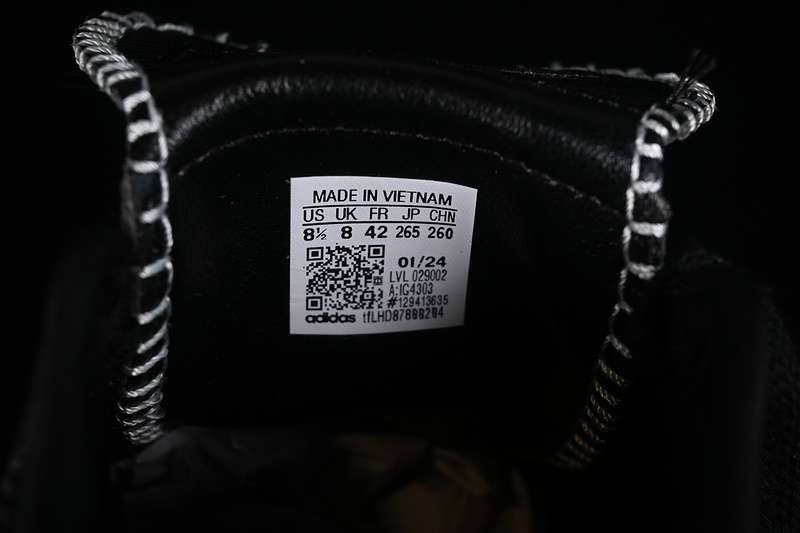 MADE IN VIETNAM
US UK FR JP CHN
8½ 8 42 265 260
01/24
LVL 029002
A:IG4303
#129413635
adidas tfLHD87888284